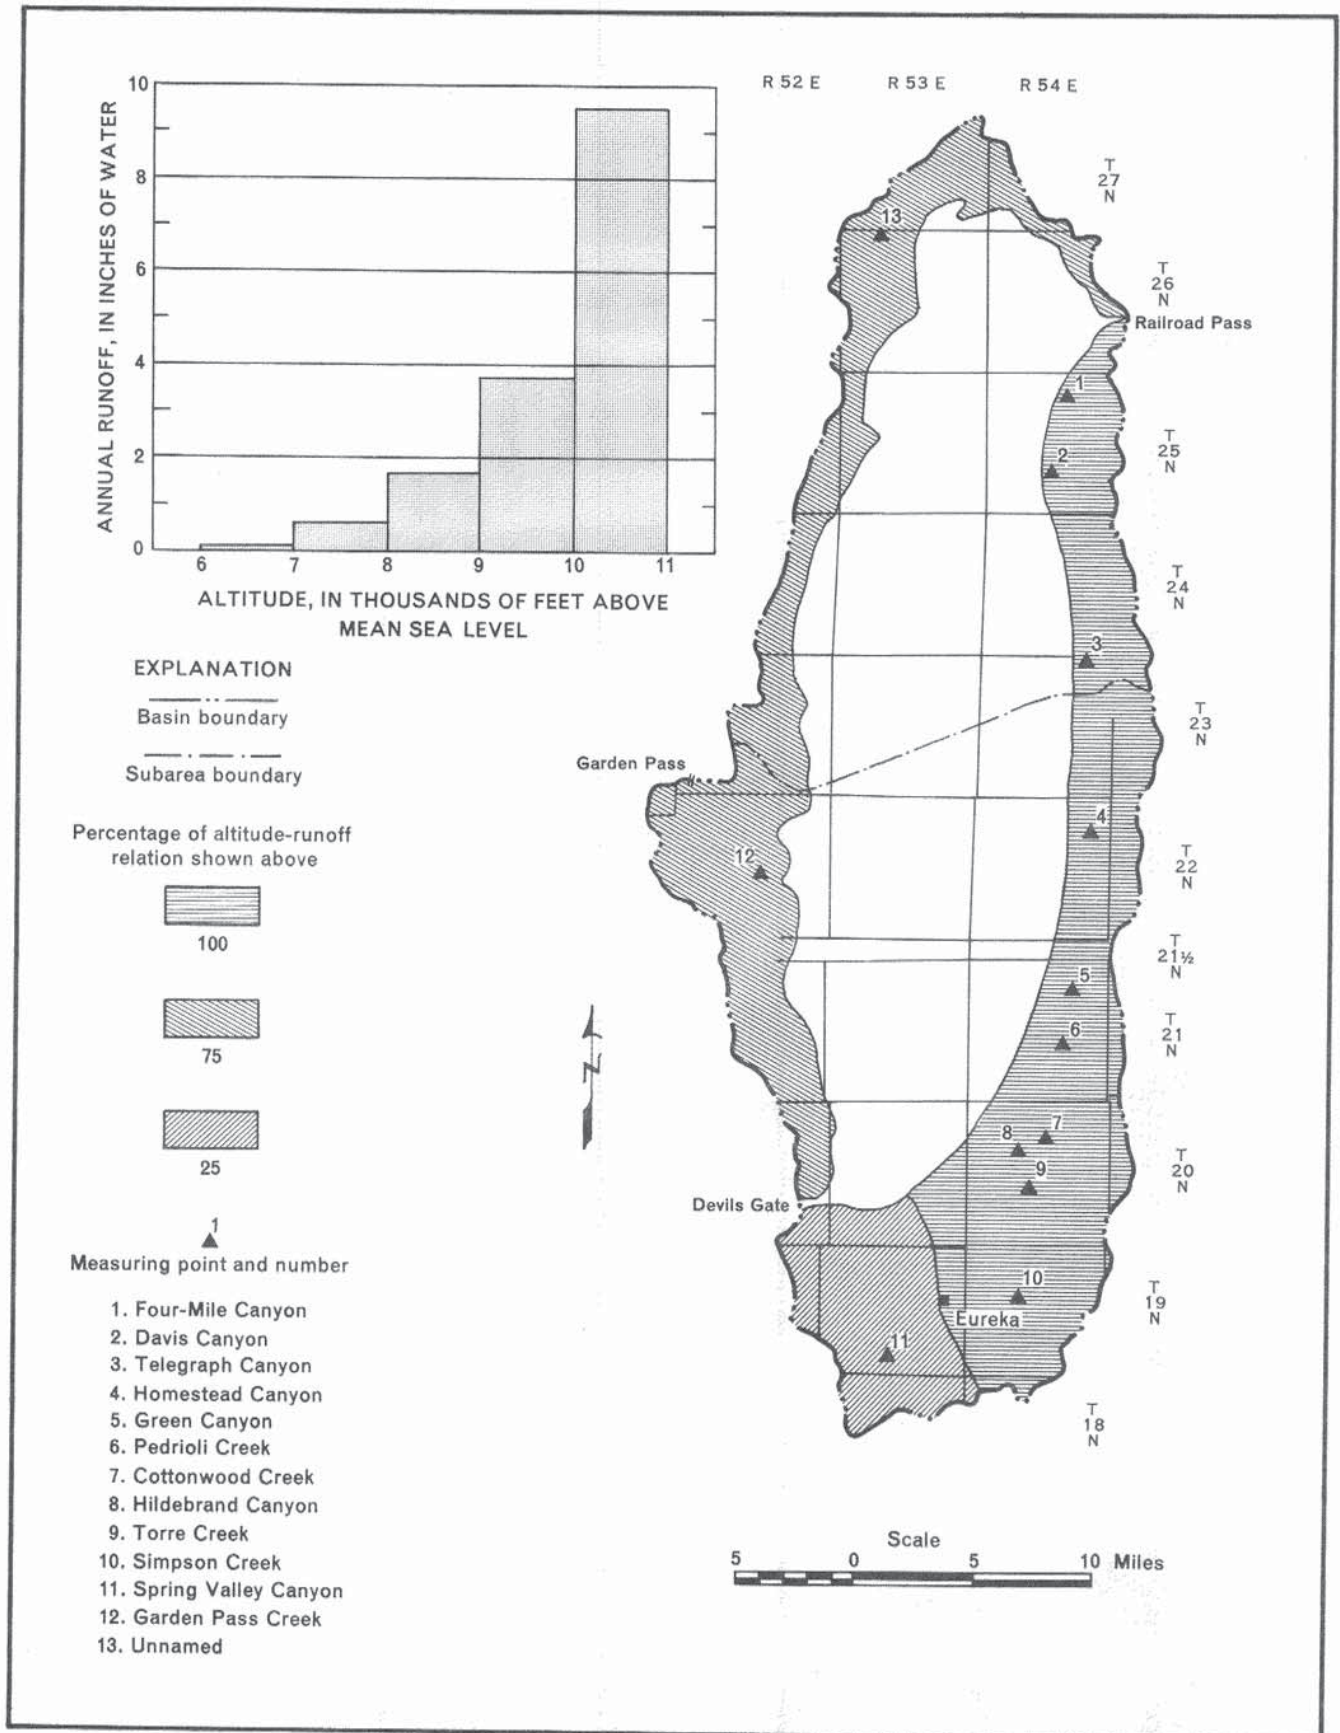 ANNUAL RUNOFF, IN INCHES OF WATER
10
8
6
4
2
0
6 7 8 9 10 11
ALTITUDE, IN THOUSANDS OF FEET ABOVE
MEAN SEA LEVEL
EXPLANATION
Basin boundary
Subarea boundary
Percentage of altitude-runoff
relation shown above
100
75
25
1
Measuring point and number
1. Four-Mile Canyon
2. Davis Canyon
3. Telegraph Canyon
4. Homestead Canyon
5. Green Canyon
6. Pedrioli Creek
7. Cottonwood Creek
8. Hildebrand Canyon
9. Torre Creek
10. Simpson Creek
11. Spring Valley Canyon
12. Garden Pass Creek
13. Unnamed
R 52 E R 53 E R 54 E
T
27
N
13
T
26
N
Railroad Pass
1
T
25
N
2
T
24
N
3
T
23
N
Garden Pass
4
12
T
22
N
T
21½
N
5
T
21
N
6
N
7
8
9
T
20
N
Devils Gate
10
T
19
N
Eureka
11
T
18
N
Scale
5 0 5 10 Miles